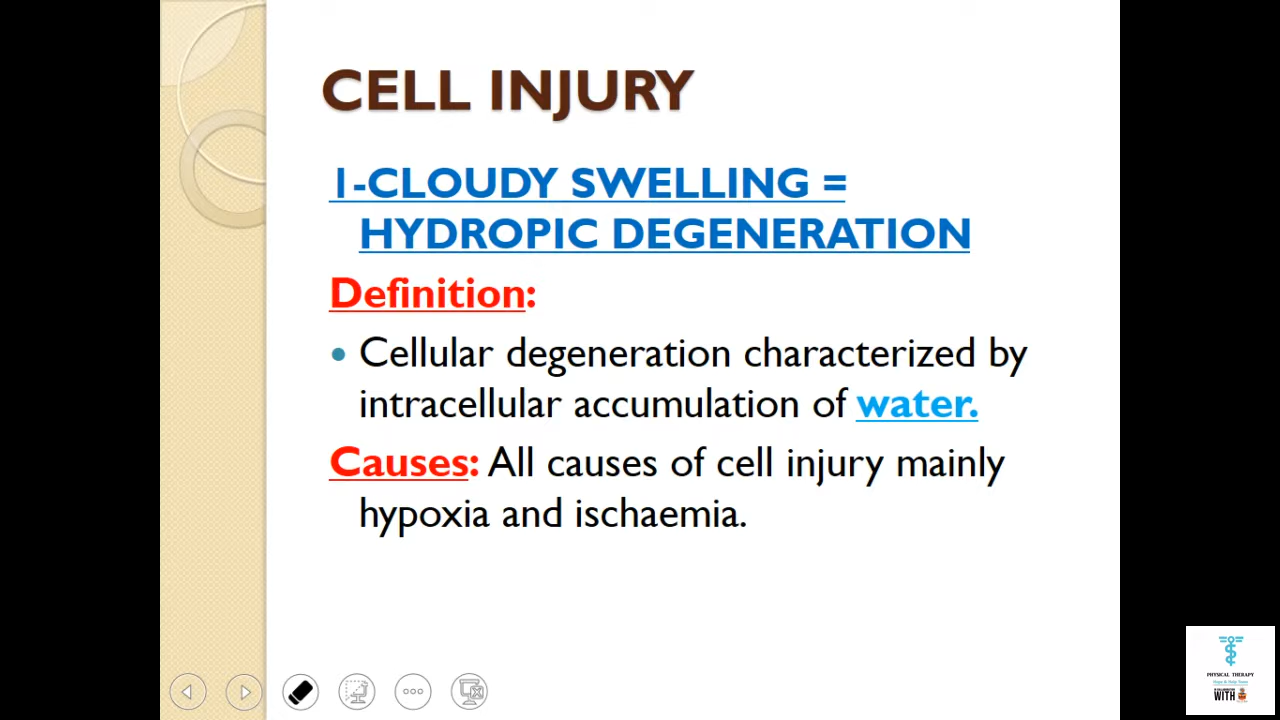 CELL INJURY
1-CLOUDY SWELLING =
HYDROPIC DEGENERATION
Definition:
• Cellular degeneration characterized by
intracellular accumulation of water.
Causes: All causes of cell injury mainly
hypoxia and ischaemia.
PHYSICAL THERAPY
WITH